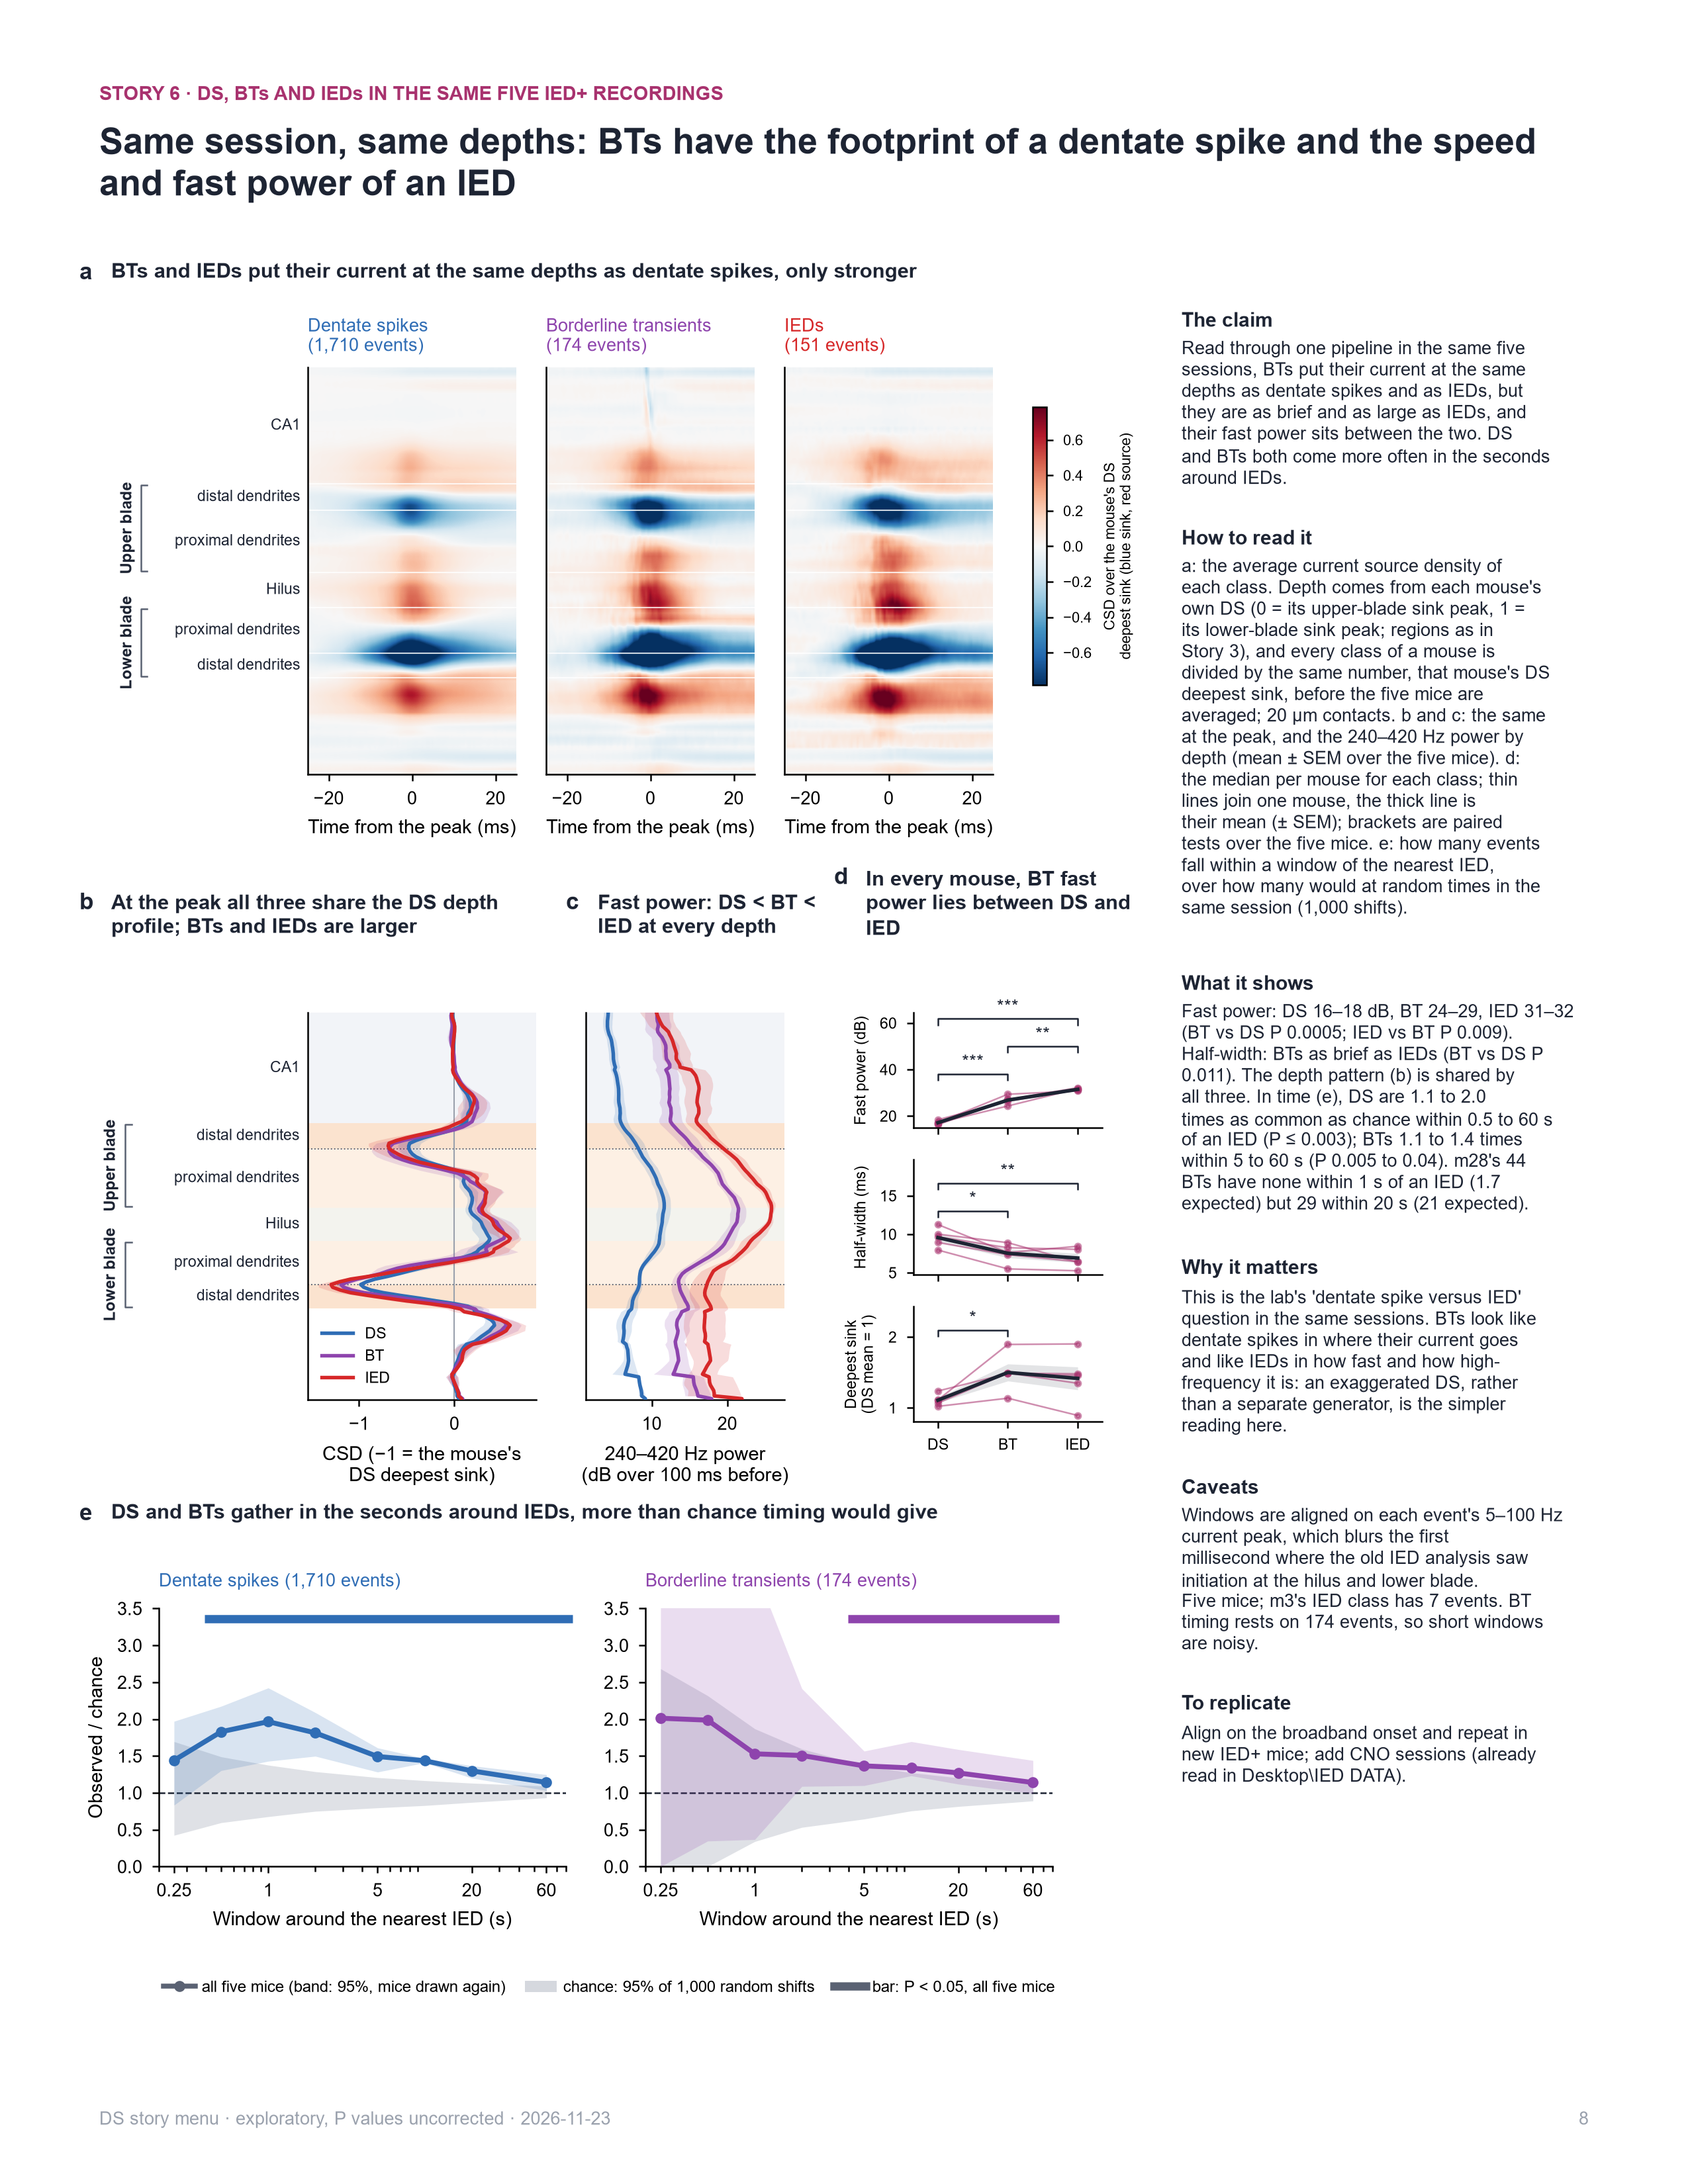 STORY 6 · DS, BTs AND IEDs IN THE SAME FIVE IED+ RECORDINGS
Same session, same depths: BTs have the footprint of a dentate spike and the speed
and fast power of an IED
a BTs and IEDs put their current at the same depths as dentate spikes, only stronger
Dentate spikes
(1,710 events)
Borderline transients
(174 events)
IEDs
(151 events)
CA1
Upper blade
distal dendrites
proximal dendrites
Hilus
Lower blade
proximal dendrites
distal dendrites
−20 0 20
Time from the peak (ms)
−20 0 20
Time from the peak (ms)
−20 0 20
Time from the peak (ms)
0.6
0.4
0.2
0.0
−0.2
−0.4
−0.6
CSD over the mouse's DS
deepest sink (blue sink, red source)
b At the peak all three share the DS depth
profile; BTs and IEDs are larger
CA1
Upper blade
distal dendrites
proximal dendrites
Hilus
Lower blade
proximal dendrites
distal dendrites
DS
BT
IED
−1 0
CSD (−1 = the mouse's
DS deepest sink)
c Fast power: DS < BT <
IED at every depth
10 20
240–420 Hz power
(dB over 100 ms before)
d In every mouse, BT fast
power lies between DS and
IED
Fast power (dB)
60
40
20
***
**
***
Half-width (ms)
15
10
5
**
*
Deepest sink
(DS mean = 1)
2
1
*
DS BT IED
e DS and BTs gather in the seconds around IEDs, more than chance timing would give
Dentate spikes (1,710 events)
Observed / chance
3.5
3.0
2.5
2.0
1.5
1.0
0.5
0.0
0.25 1 5 20 60
Window around the nearest IED (s)
Borderline transients (174 events)
3.5
3.0
2.5
2.0
1.5
1.0
0.5
0.0
0.25 1 5 20 60
Window around the nearest IED (s)
all five mice (band: 95%, mice drawn again)
chance: 95% of 1,000 random shifts
bar: P < 0.05, all five mice
The claim
Read through one pipeline in the same five
sessions, BTs put their current at the same
depths as dentate spikes and as IEDs, but
they are as brief and as large as IEDs, and
their fast power sits between the two. DS
and BTs both come more often in the seconds
around IEDs.
How to read it
a: the average current source density of
each class. Depth comes from each mouse's
own DS (0 = its upper-blade sink peak, 1 =
its lower-blade sink peak; regions as in
Story 3), and every class of a mouse is
divided by the same number, that mouse's DS
deepest sink, before the five mice are
averaged; 20 µm contacts. b and c: the same
at the peak, and the 240–420 Hz power by
depth (mean ± SEM over the five mice). d:
the median per mouse for each class; thin
lines join one mouse, the thick line is
their mean (± SEM); brackets are paired
tests over the five mice. e: how many events
fall within a window of the nearest IED,
over how many would at random times in the
same session (1,000 shifts).
What it shows
Fast power: DS 16–18 dB, BT 24–29, IED 31–32
(BT vs DS P 0.0005; IED vs BT P 0.009).
Half-width: BTs as brief as IEDs (BT vs DS P
0.011). The depth pattern (b) is shared by
all three. In time (e), DS are 1.1 to 2.0
times as common as chance within 0.5 to 60 s
of an IED (P ≤ 0.003); BTs 1.1 to 1.4 times
within 5 to 60 s (P 0.005 to 0.04). m28's 44
BTs have none within 1 s of an IED (1.7
expected) but 29 within 20 s (21 expected).
Why it matters
This is the lab's 'dentate spike versus IED'
question in the same sessions. BTs look like
dentate spikes in where their current goes
and like IEDs in how fast and how high-
frequency it is: an exaggerated DS, rather
than a separate generator, is the simpler
reading here.
Caveats
Windows are aligned on each event's 5–100 Hz
current peak, which blurs the first
millisecond where the old IED analysis saw
initiation at the hilus and lower blade.
Five mice; m3's IED class has 7 events. BT
timing rests on 174 events, so short windows
are noisy.
To replicate
Align on the broadband onset and repeat in
new IED+ mice; add CNO sessions (already
read in Desktop\IED DATA).
DS story menu · exploratory, P values uncorrected · 2026-11-23
8